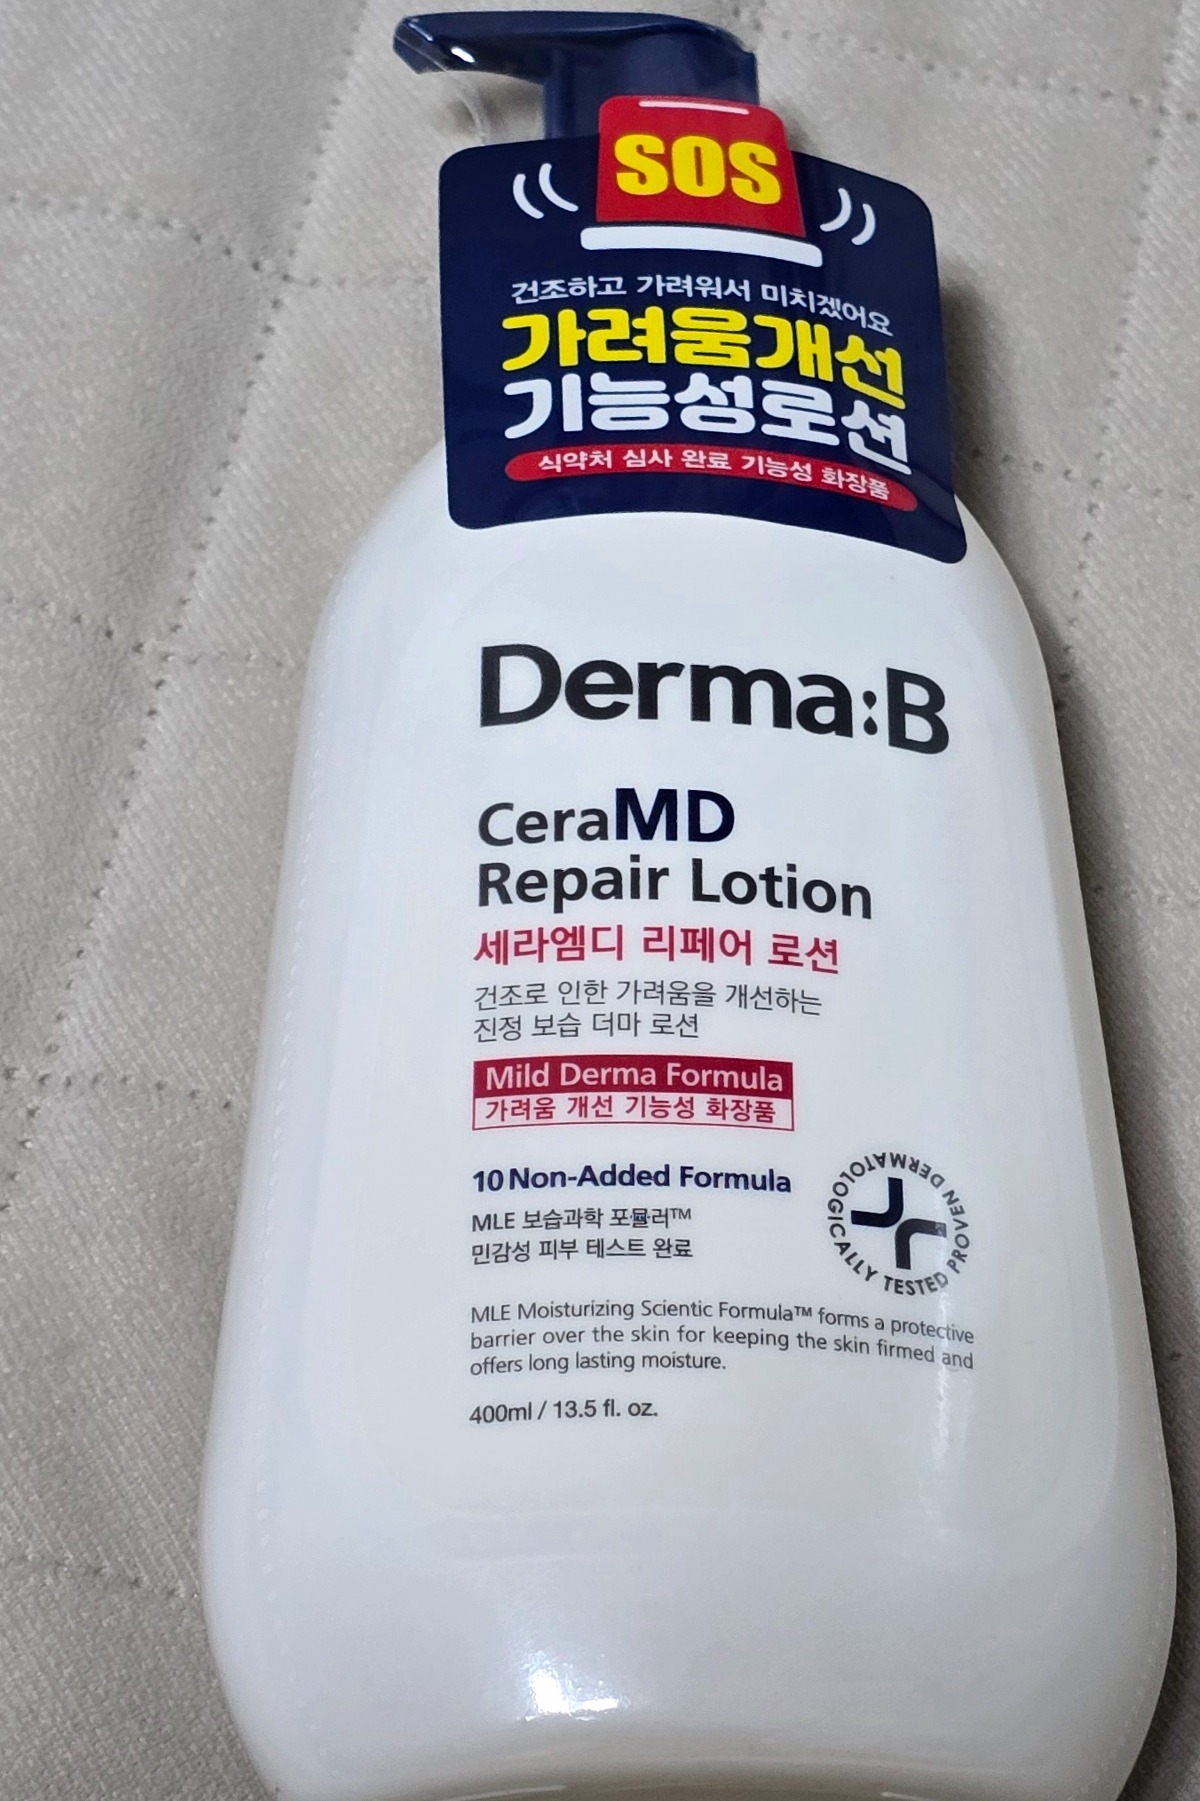 SOS
건조하고 가려워서 미치겠어요
가려움개선
기능성로션
식약처 심사 완료 기능성 화장품
Derma:B
CeraMD
Repair Lotion
세라엠디 리페어 로션
건조로 인한 가려움을 개선하는
진정 보습 더마 로션
Mild Derma Formula
가려움 개선 기능성 화장품
10 Non-Added Formula
MLE 보습과학 포뮬러™
민감성 피부 테스트 완료
DERMATOLOGICALLY TESTED PROVEN
MLE Moisturizing Scientic Formula™ forms a protective
barrier over the skin for keeping the skin firmed and
offers long lasting moisture.
400ml / 13.5 fl. oz.